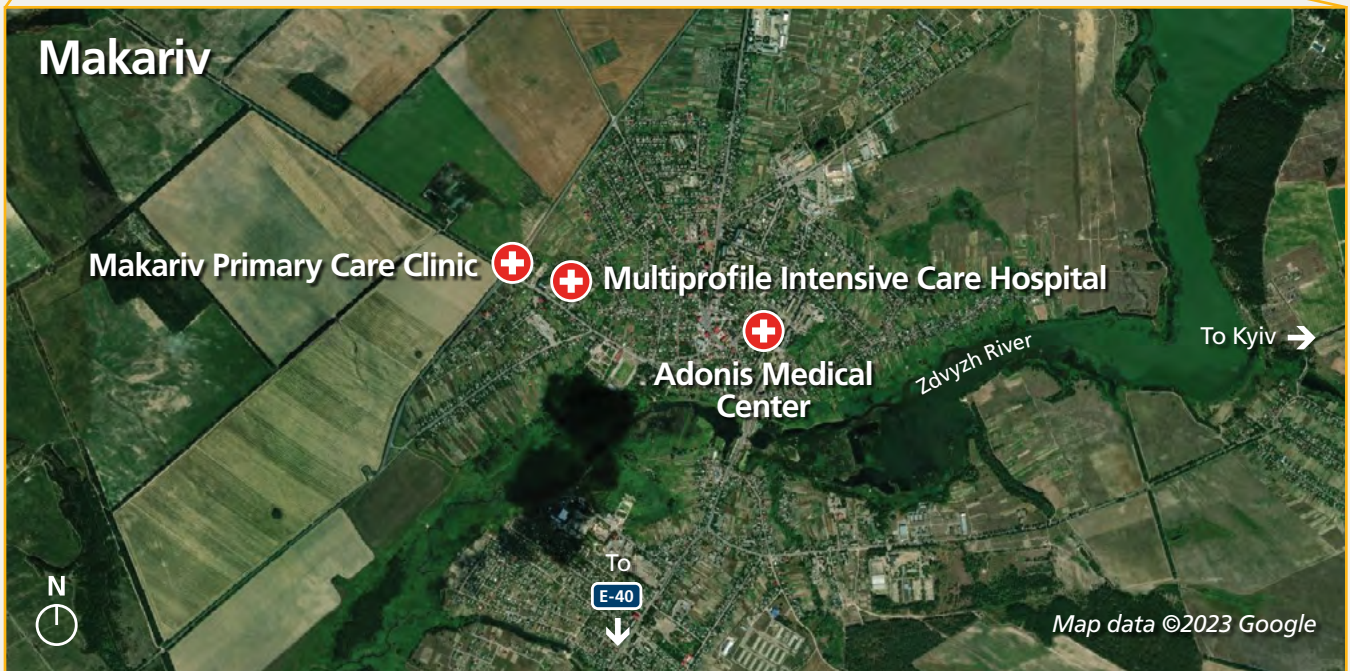 Makariv
Makariv Primary Care Clinic
Multiprofile Intensive Care Hospital
Adonis Medical
Center
Zdvyzh River
To Kyiv
To
E-40
N
Map data ©2023 Google